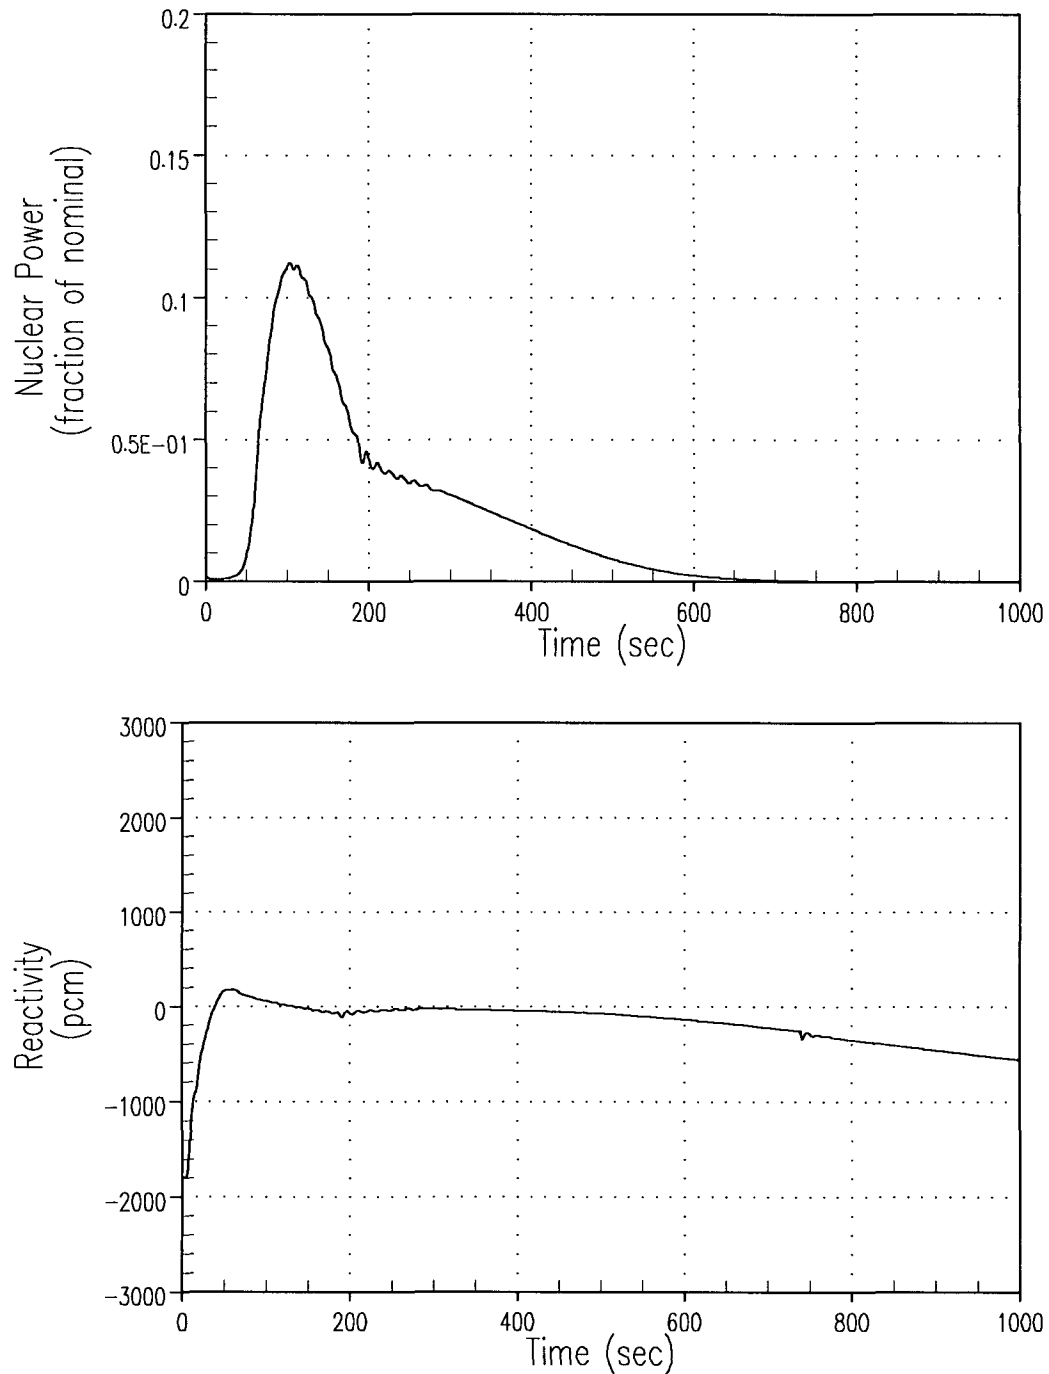 0.2
0.15
0.1
0.5E-01
0
Nuclear Power
(fraction of nominal)
0 200 400 600 800 1000
Time (sec)
3000
2000
1000
0
-1000
-2000
-3000
Reactivity
(pcm)
0 200 400 600 800 1000
Time (sec)